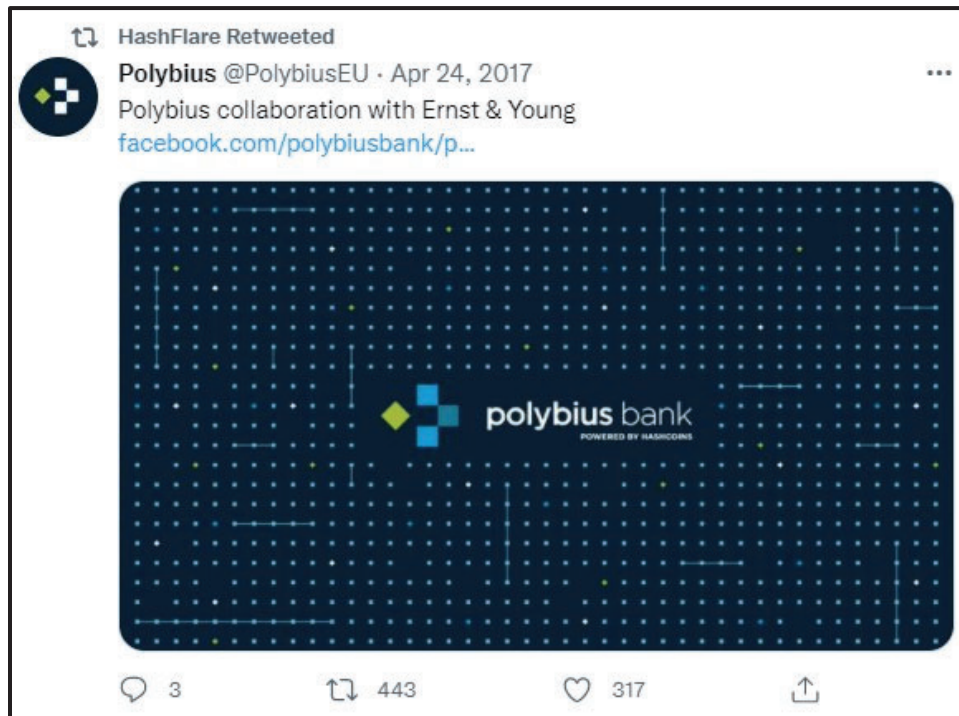 HashFlare Retweeted
Polybius @PolybiusEU · Apr 24, 2017
Polybius collaboration with Ernst & Young
facebook.com/polybiusbank/p...
polybius bank
POWERED BY HASHCOINS
3 443 317